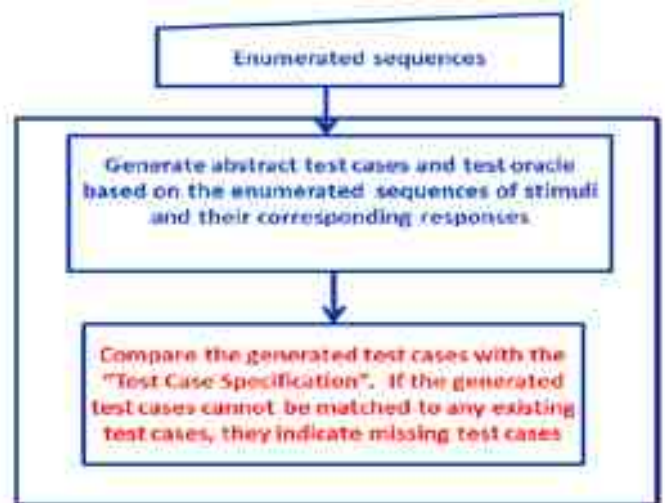 Enumerated sequences
Generate abstract test cases and test oracle
based on the enumerated sequences of stimuli
and their corresponding responses
Compare the generated test cases with the
"Test Case Specification". If the generated
test cases cannot be matched to any existing
test cases, they indicate missing test cases